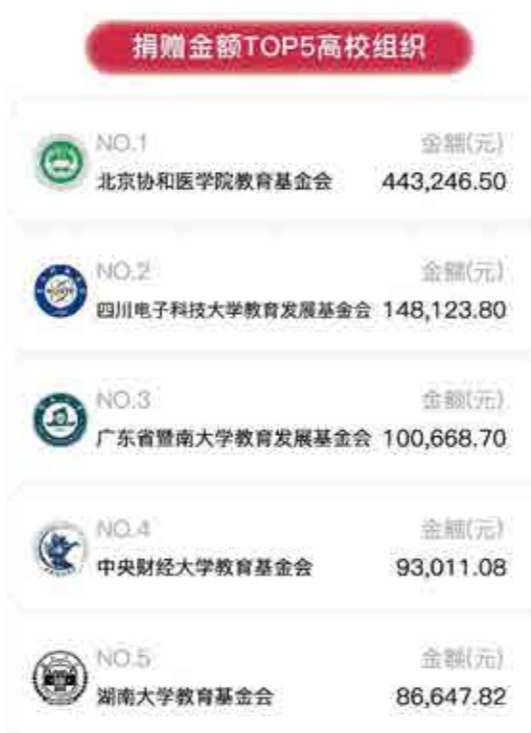 捐赠金额TOP5高校组织
NO.1 金额(元)
北京协和医学院教育基金会 443,246.50
NO.2 金额(元)
四川电子科技大学教育发展基金会 148,123.80
NO.3 金额(元)
广东省暨南大学教育发展基金会 100,668.70
NO.4 金额(元)
中央财经大学教育基金会 93,011.08
NO.5 金额(元)
湖南大学教育基金会 86,647.82